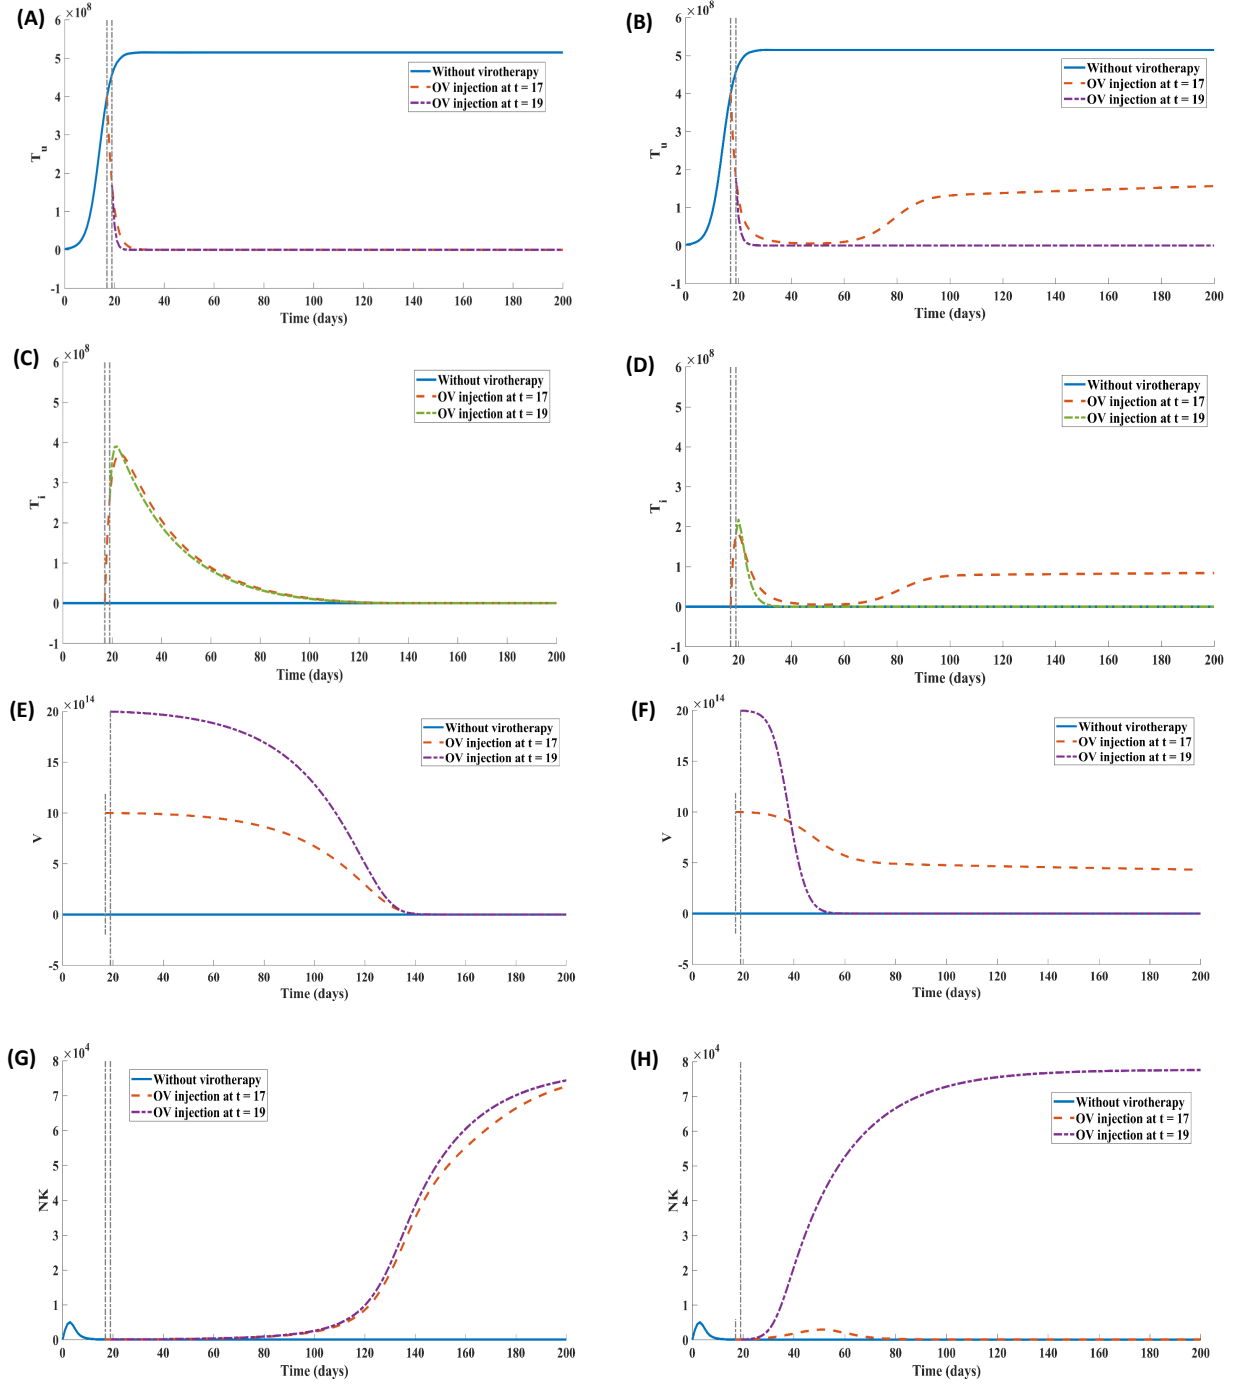 (A)
×10^8
6
5
4
3
2
1
0
-1
T_u
0 20 40 60 80 100 120 140 160 180 200
Time (days)
Without virotherapy
OV injection at t = 17
OV injection at t = 19
(B)
×10^8
6
5
4
3
2
1
0
-1
T_u
0 20 40 60 80 100 120 140 160 180 200
Time (days)
Without virotherapy
OV injection at t = 17
OV injection at t = 19
(C)
×10^8
6
5
4
3
2
1
0
-1
T_i
0 20 40 60 80 100 120 140 160 180 200
Time (days)
Without virotherapy
OV injection at t = 17
OV injection at t = 19
(D)
×10^8
6
5
4
3
2
1
0
-1
T_i
0 20 40 60 80 100 120 140 160 180 200
Time (days)
Without virotherapy
OV injection at t = 17
OV injection at t = 19
(E)
×10^14
20
15
10
5
0
-5
V
0 20 40 60 80 100 120 140 160 180 200
Time (days)
Without virotherapy
OV injection at t = 17
OV injection at t = 19
(F)
×10^14
20
15
10
5
0
-5
V
0 20 40 60 80 100 120 140 160 180 200
Time (days)
Without virotherapy
OV injection at t = 17
OV injection at t = 19
(G)
×10^4
8
7
6
5
4
3
2
1
0
NK
0 20 40 60 80 100 120 140 160 180 200
Time (days)
Without virotherapy
OV injection at t = 17
OV injection at t = 19
(H)
×10^4
8
7
6
5
4
3
2
1
0
NK
0 20 40 60 80 100 120 140 160 180 200
Time (days)
Without virotherapy
OV injection at t = 17
OV injection at t = 19